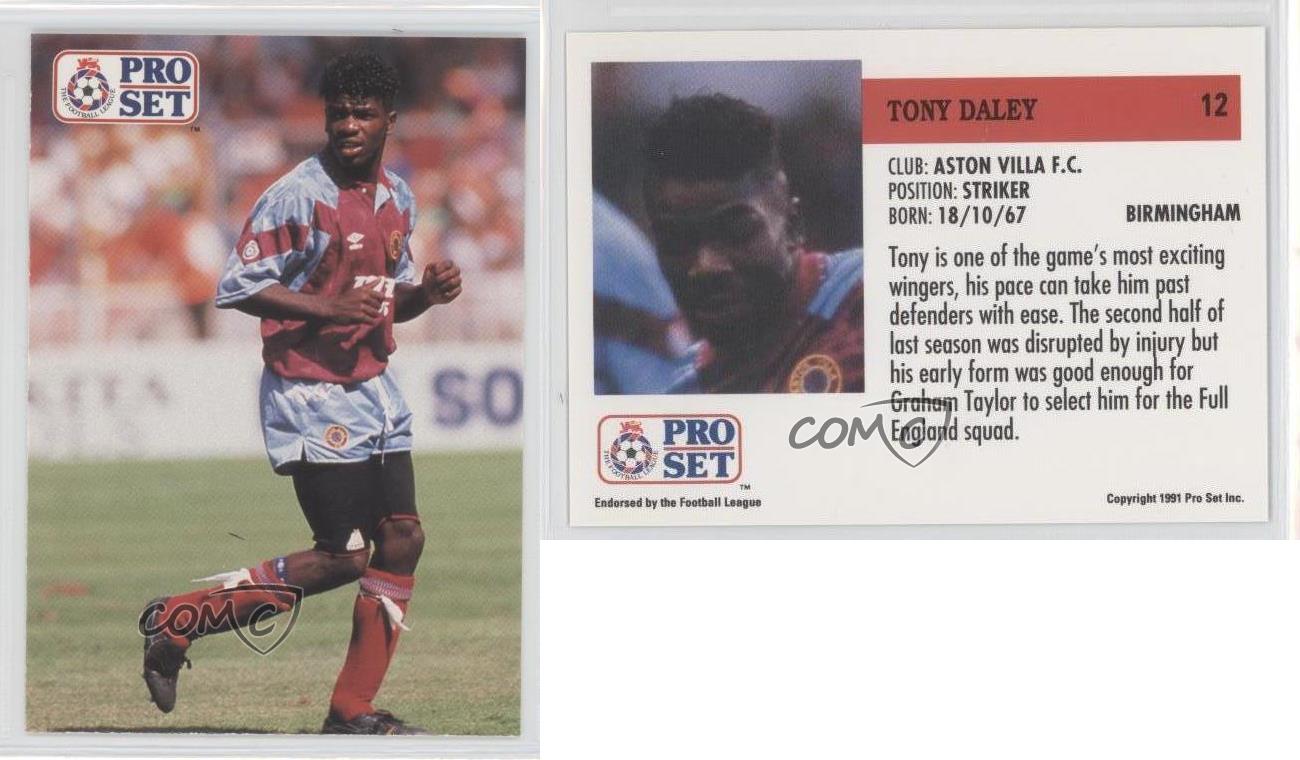 PRO
SET
THE FOOTBALL LEAGUE
TM
SO
COMC
TONY DALEY 12
CLUB: ASTON VILLA F.C.
POSITION: STRIKER
BORN: 18/10/67 BIRMINGHAM
Tony is one of the game's most exciting
wingers, his pace can take him past
defenders with ease. The second half of
last season was disrupted by injury but
his early form was good enough for
Graham Taylor to select him for the Full
England squad.
COMC
PRO
SET
THE FOOTBALL LEAGUE
TM
Endorsed by the Football League
Copyright 1991 Pro Set Inc.